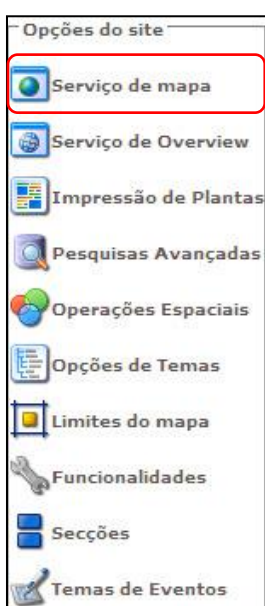 Opções do site
Serviço de mapa
Serviço de Overview
Impressão de Plantas
Pesquisas Avançadas
Operações Espaciais
Opções de Temas
Limites do mapa
Funcionalidades
Secções
Temas de Eventos